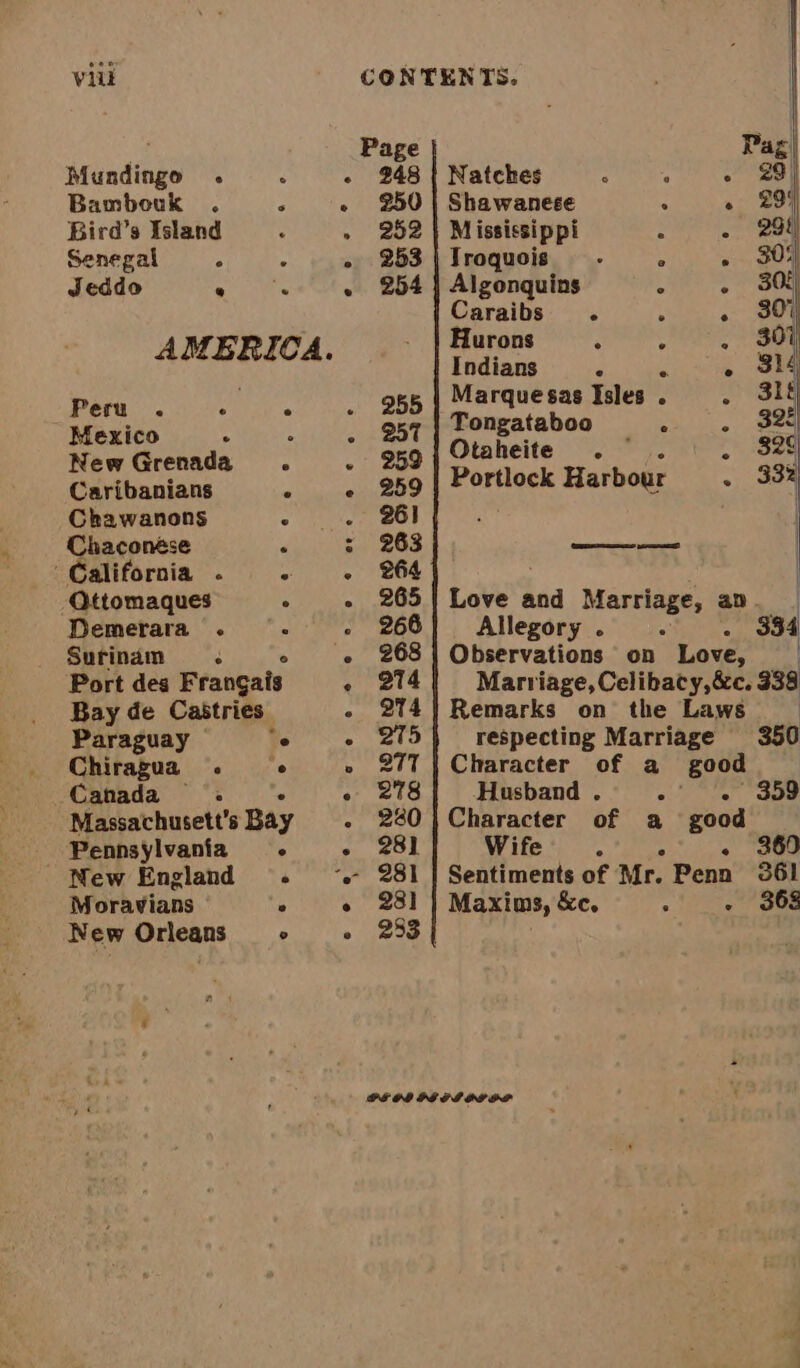 viii CONTENTS.
Page
Mundingo . . . 248
Bambouk . . . 250
Bird's Island . . 252
Senegal . . . 253
Jeddo . . . 254
AMERICA.
Peru . . . . 255
Mexico . . . 257
New Grenada . . 259
Caribanians . . 259
Chawanons . . 261
Chaconese . : 263
California . . . 264
Ottomaques . . 265
Demerara . . . 266
Surinam . . . 268
Port des Français . 274
Bay de Castries . 274
Paraguay . . 275
Chiragua . . . 277
Canada . . . 278
Massachusett's Bay . 280
Pennsylvania . . 281
New England . . 281
Moravians . . 281
New Orleans . . 283
Pag
Natches . . . 29
Shawanese . . 29
Mississippi . . 29
Iroquois . . . 30
Algonquins . . 30
Caraibs . . . 30
Hurons . . . 30
Indians . . . 314
Marquesas Isles . . 31
Tongataboo . . 32
Otaheite . . . 32
Portlock Harbour . 33
Love and Marriage, an
Allegory . . . 334
Observations on Love,
Marriage, Celibacy, &c. 338
Remarks on the Laws
respecting Marriage 350
Character of a good
Husband . . . 359
Character of a good
Wife . . . 360
Sentiments of Mr. Penn 361
Maxims, &c. . . 368